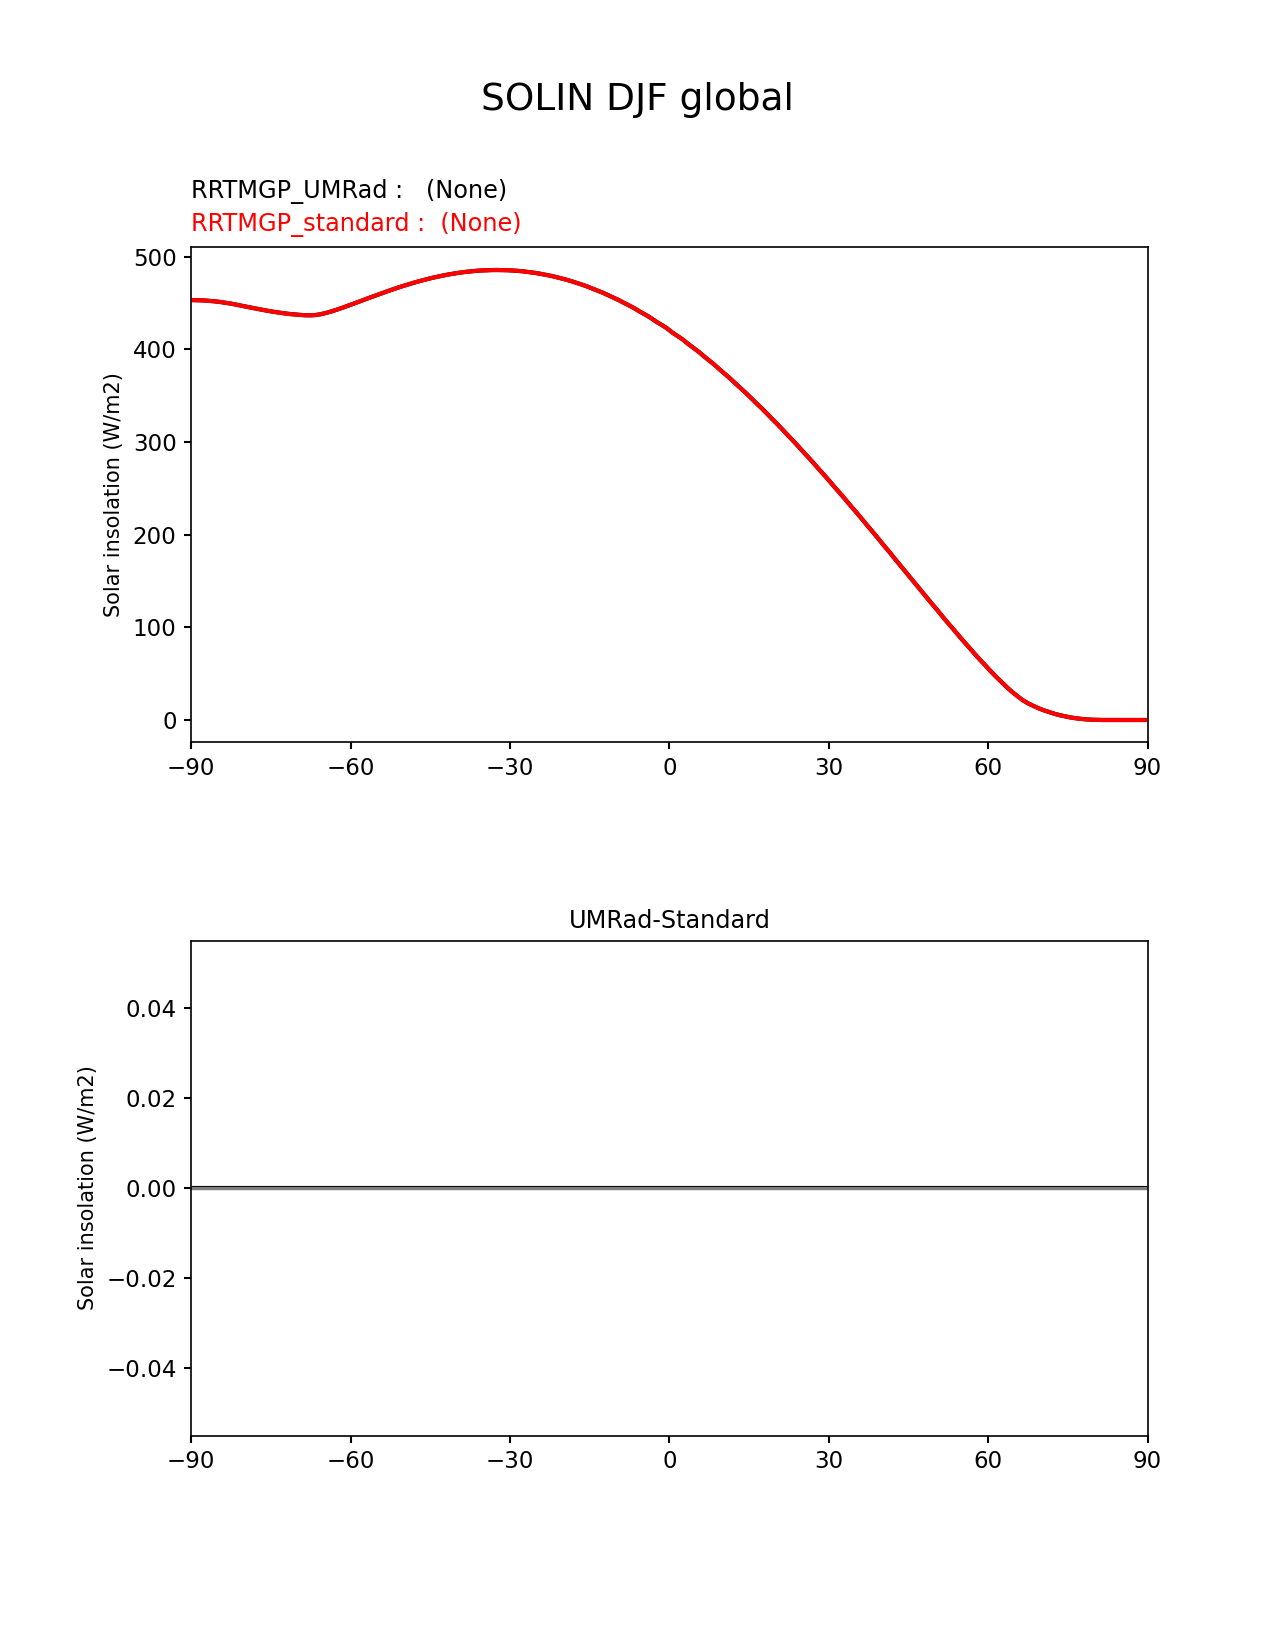 SOLIN DJF global
RRTMGP_UMRad :   (None)
RRTMGP_standard :  (None)
Solar insolation (W/m2)
500
400
300
200
100
0
−90 −60 −30 0 30 60 90
UMRad-Standard
Solar insolation (W/m2)
0.04
0.02
0.00
−0.02
−0.04
−90 −60 −30 0 30 60 90